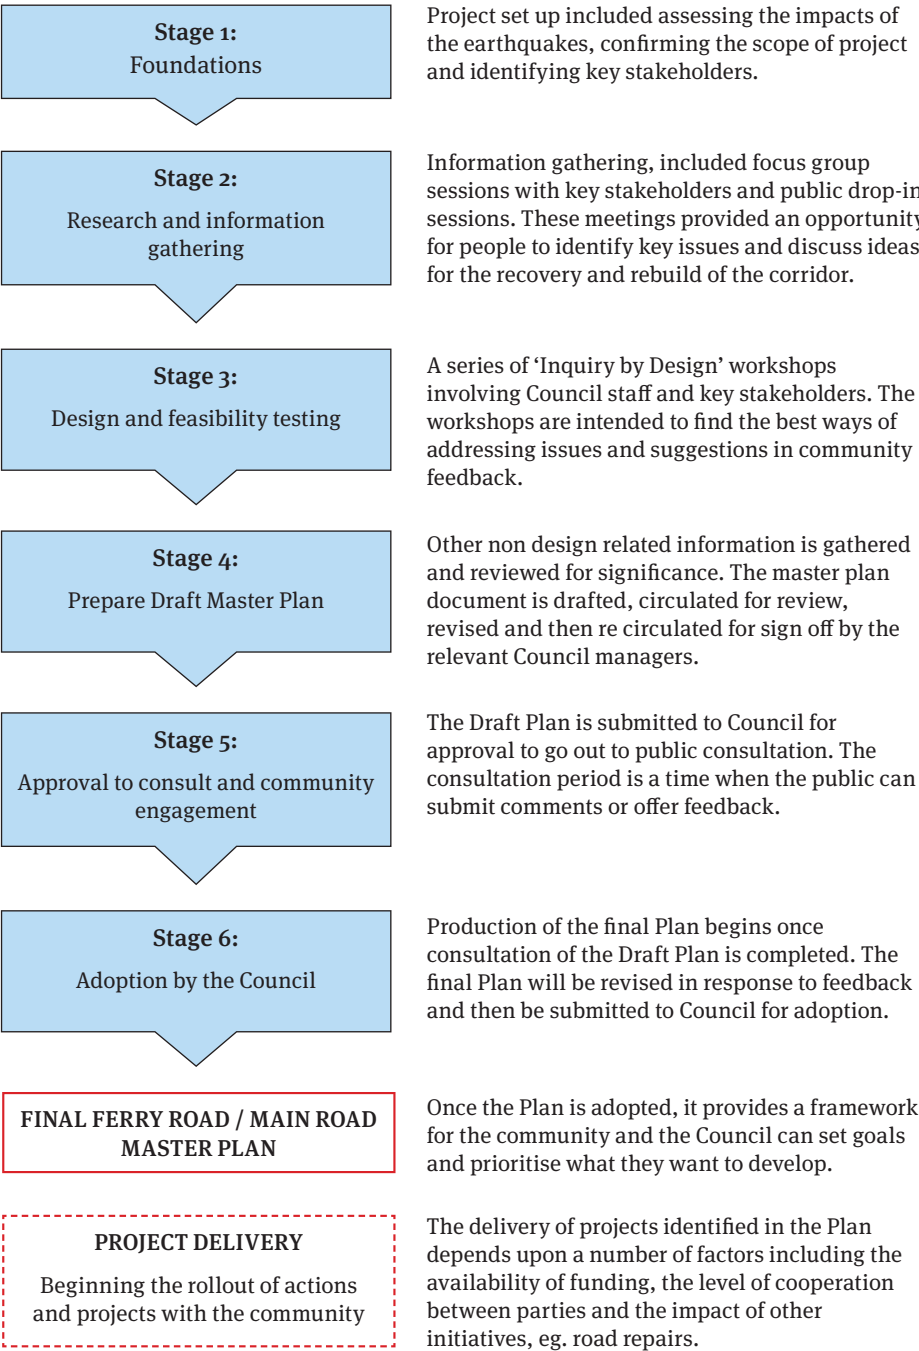 Stage 1:
Foundations
Project set up included assessing the impacts of
the earthquakes, confirming the scope of project
and identifying key stakeholders.
Stage 2:
Research and information
gathering
Information gathering, included focus group
sessions with key stakeholders and public drop-in
sessions. These meetings provided an opportunity
for people to identify key issues and discuss ideas
for the recovery and rebuild of the corridor.
Stage 3:
Design and feasibility testing
A series of ‘Inquiry by Design’ workshops
involving Council staff and key stakeholders. The
workshops are intended to find the best ways of
addressing issues and suggestions in community
feedback.
Stage 4:
Prepare Draft Master Plan
Other non design related information is gathered
and reviewed for significance. The master plan
document is drafted, circulated for review,
revised and then re circulated for sign off by the
relevant Council managers.
Stage 5:
Approval to consult and community
engagement
The Draft Plan is submitted to Council for
approval to go out to public consultation. The
consultation period is a time when the public can
submit comments or offer feedback.
Stage 6:
Adoption by the Council
Production of the final Plan begins once
consultation of the Draft Plan is completed. The
final Plan will be revised in response to feedback
and then be submitted to Council for adoption.
FINAL FERRY ROAD / MAIN ROAD
MASTER PLAN
Once the Plan is adopted, it provides a framework
for the community and the Council can set goals
and prioritise what they want to develop.
PROJECT DELIVERY
Beginning the rollout of actions
and projects with the community
The delivery of projects identified in the Plan
depends upon a number of factors including the
availability of funding, the level of cooperation
between parties and the impact of other
initiatives, eg. road repairs.